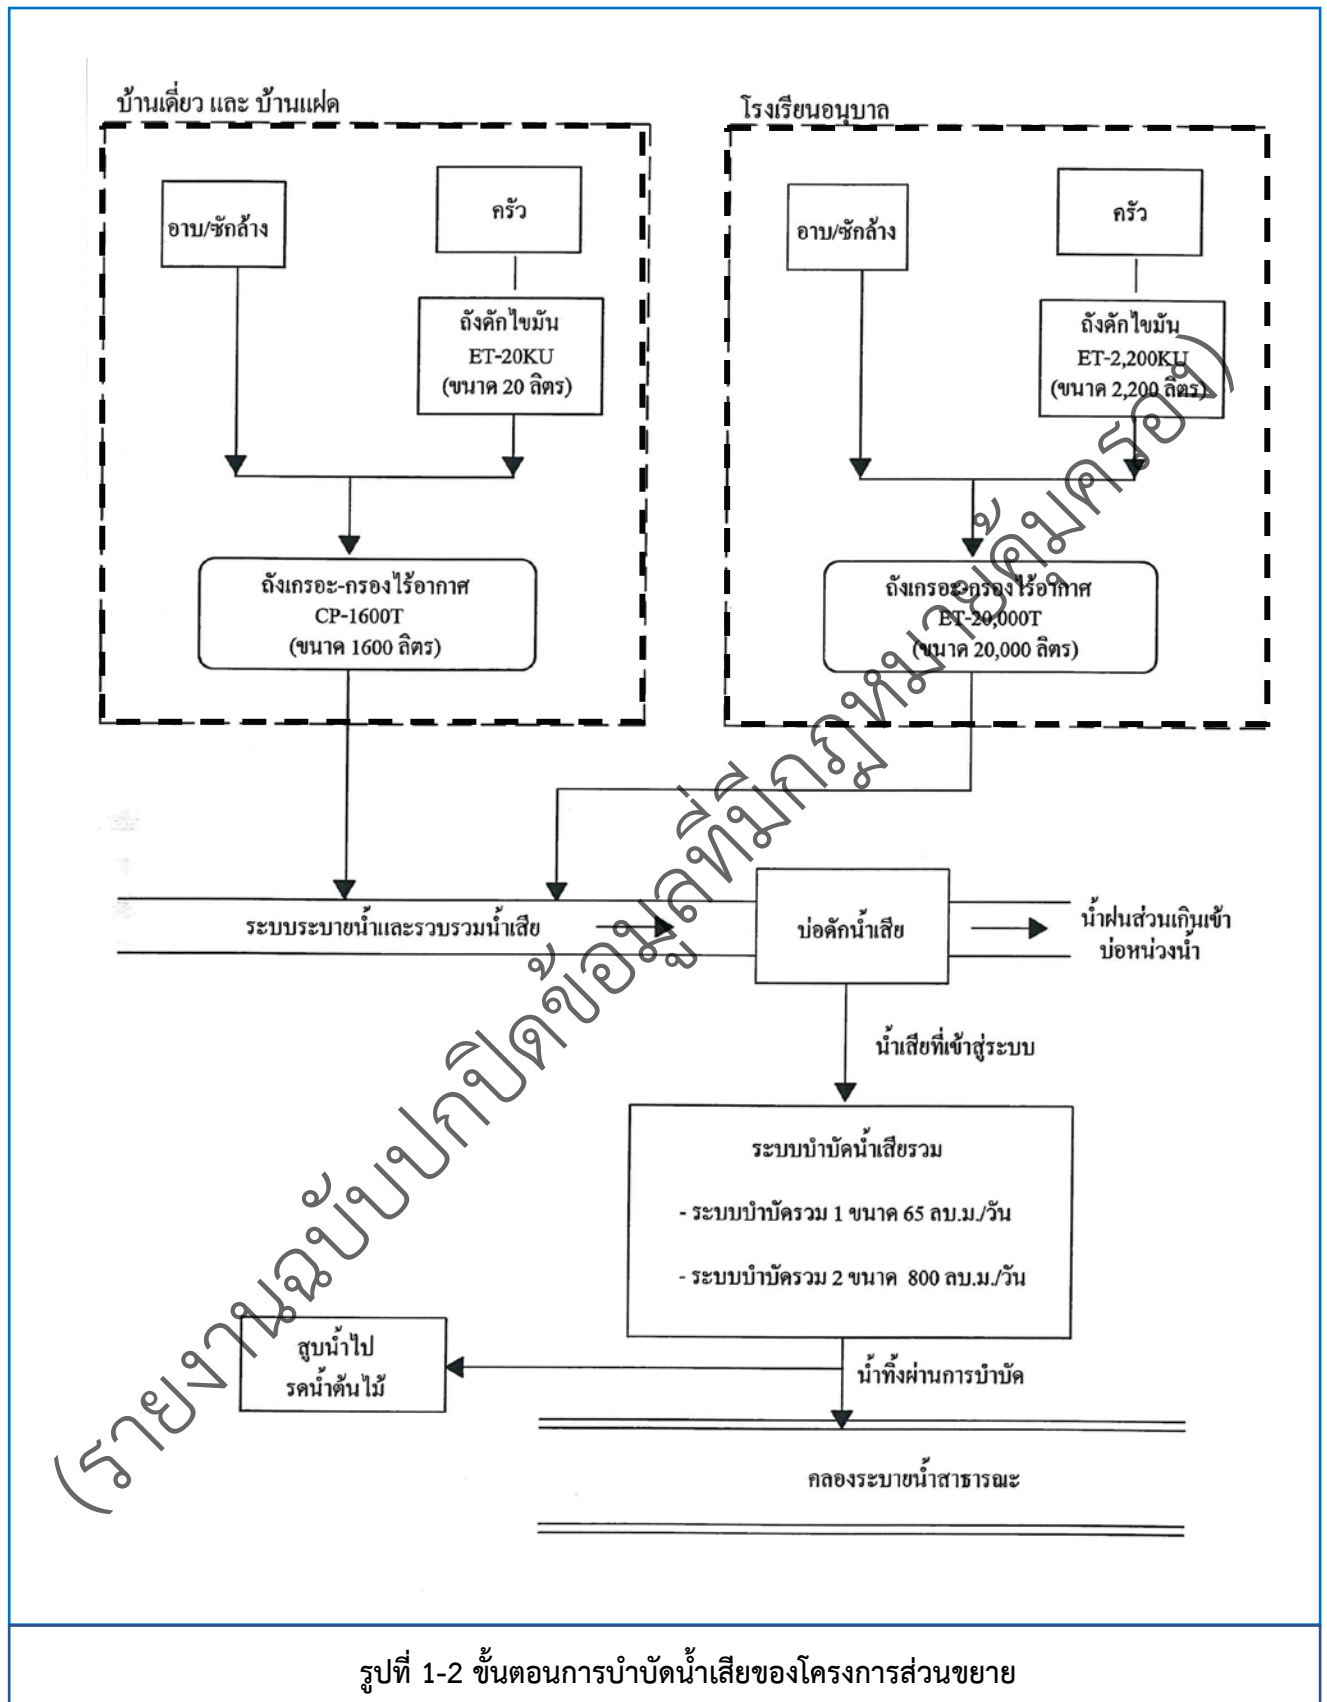 บ้านเดี่ยว และ บ้านแฝด
อาบ/ซักล้าง
ครัว
ถังดักไขมัน
ET-20KU
(ขนาด 20 ลิตร)
ถังเกรอะ-กรองไร้อากาศ
CP-1600T
(ขนาด 1600 ลิตร)
โรงเรียนอนุบาล
อาบ/ซักล้าง
ครัว
ถังดักไขมัน
ET-2,200KU
(ขนาด 2,200 ลิตร)
ถังเกรอะ-กรองไร้อากาศ
ET-20,000T
(ขนาด 20,000 ลิตร)
ระบบระบายน้ำและรวบรวมน้ำเสีย
บ่อดักน้ำเสีย
น้ำฝนส่วนเกินเข้า
บ่อหน่วงน้ำ
น้ำเสียที่เข้าสู่ระบบ
ระบบบำบัดน้ำเสียรวม
- ระบบบำบัดรวม 1 ขนาด 65 ลบ.ม./วัน
- ระบบบำบัดรวม 2 ขนาด 800 ลบ.ม./วัน
สูบน้ำไป
รดน้ำต้นไม้
น้ำทิ้งผ่านการบำบัด
คลองระบายน้ำสาธารณะ
(รายงานฉบับปกปิดข้อมูลที่มีกฎหมายคุ้มครอง)
รูปที่ 1-2 ขั้นตอนการบำบัดน้ำเสียของโครงการส่วนขยาย